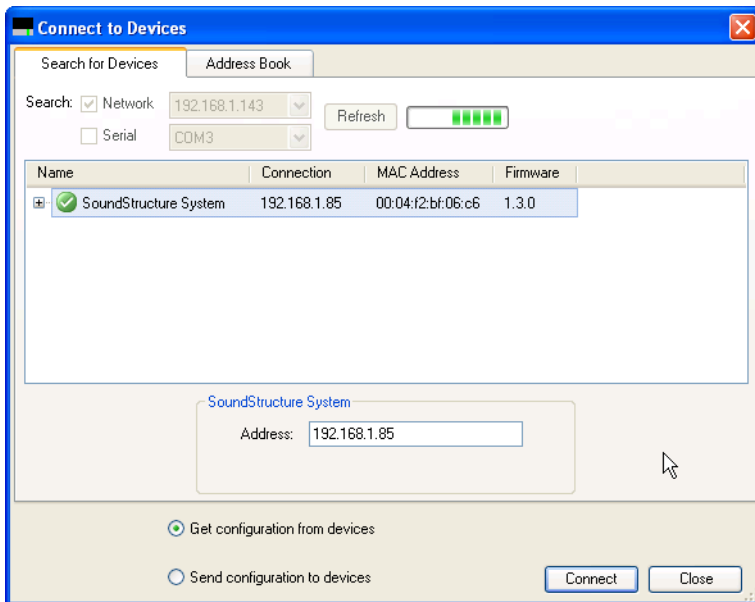 Connect to Devices
Search for Devices Address Book
Search: Network 192.168.1.143 Refresh
Serial COM3
Name Connection MAC Address Firmware
SoundStructure System 192.168.1.85 00:04:f2:bf:06:c6 1.3.0
SoundStructure System
Address: 192.168.1.85
Get configuration from devices
Send configuration to devices Connect Close